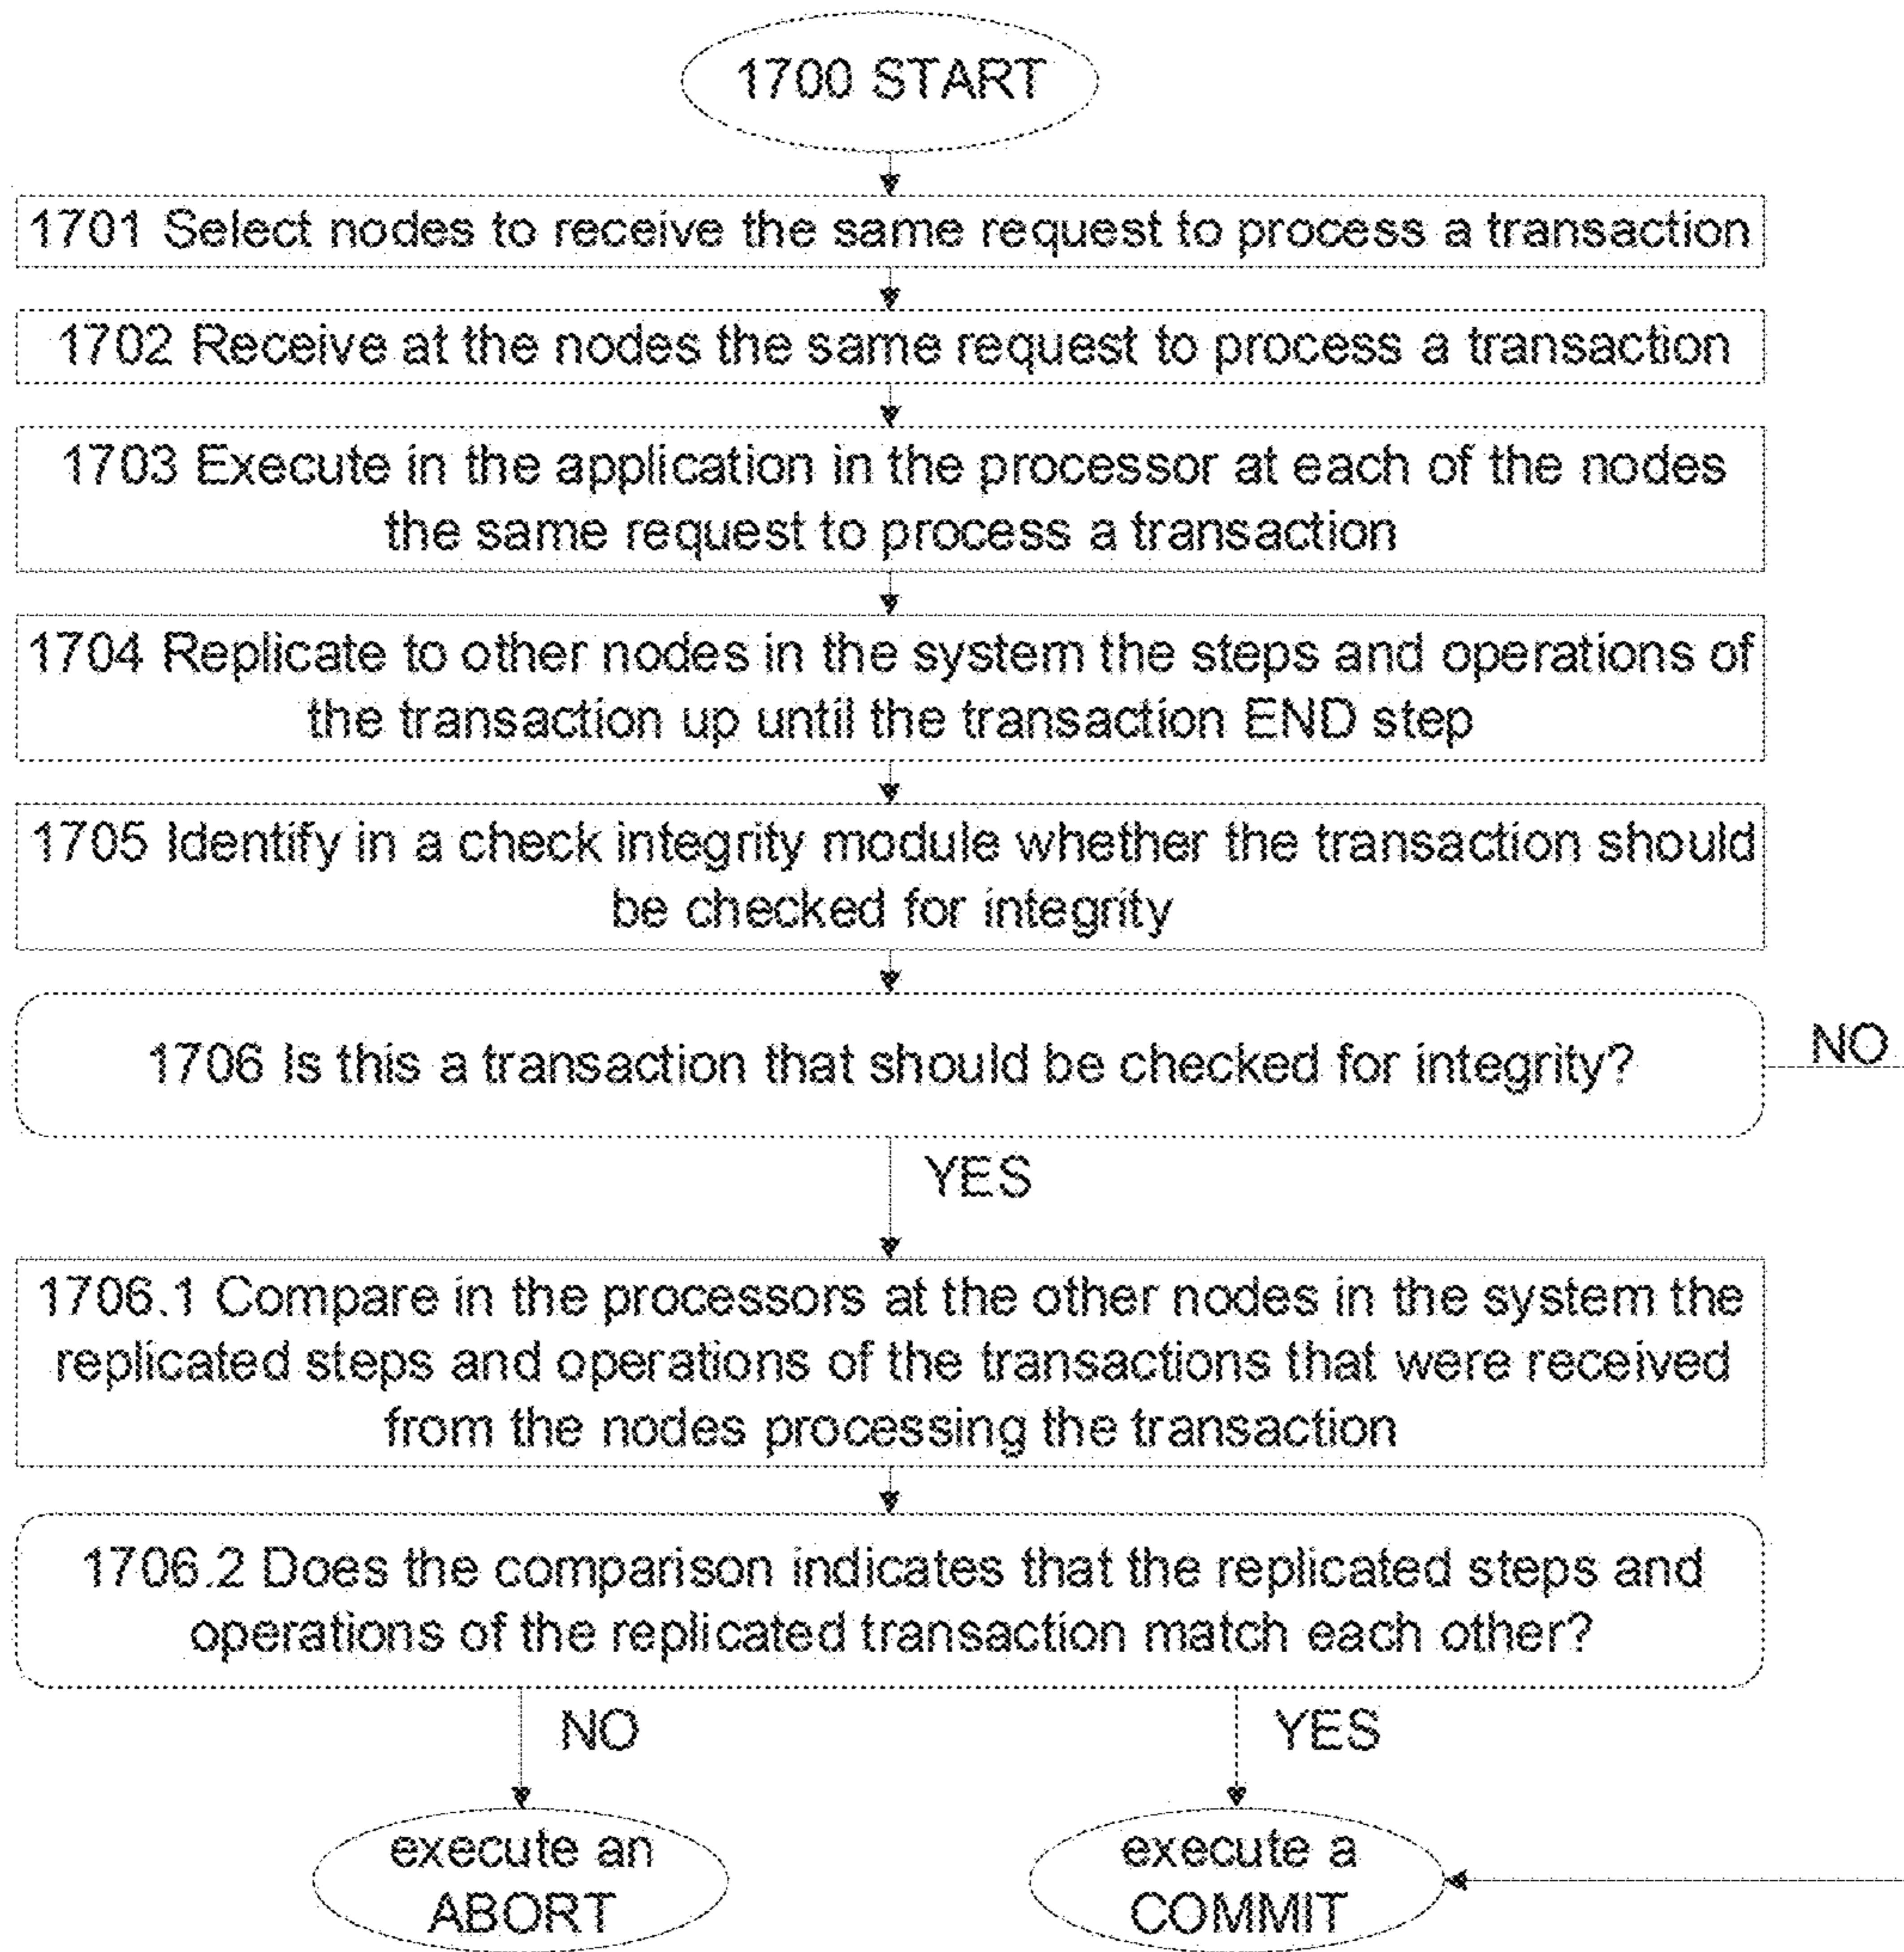 1700 START
1701 Select nodes to receive the same request to process a transaction
1702 Receive at the nodes the same request to process a transaction
1703 Execute in the application in the processor at each of the nodes
the same request to process a transaction
1704 Replicate to other nodes in the system the steps and operations of
the transaction up until the transaction END step
1705 Identify in a check integrity module whether the transaction should
be checked for integrity
1706 Is this a transaction that should be checked for integrity?
NO
YES
1706.1 Compare in the processors at the other nodes in the system the
replicated steps and operations of the transactions that were received
from the nodes processing the transaction
1706.2 Does the comparison indicates that the replicated steps and
operations of the replicated transaction match each other?
NO
YES
execute an
ABORT
execute a
COMMIT